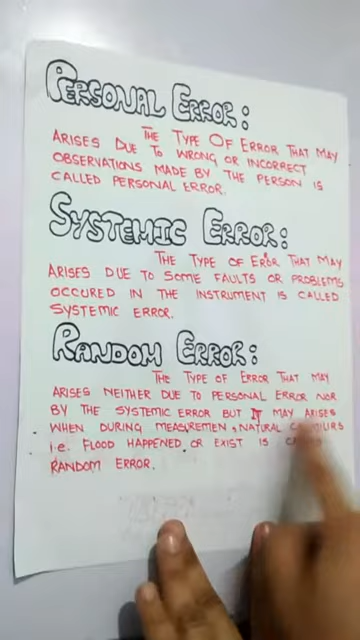 PERSONAL ERROR:
THE TYPE OF ERROR THAT MAY
ARISES DUE TO WRONG OR INCORRECT
OBSERVATIONS MADE BY THE PERSON IS
CALLED PERSONAL ERROR.
SYSTEMIC ERROR:
THE TYPE OF EROR THAT MAY
ARISES DUE TO SOME FAULTS OR PROBLEMS
OCCURED IN THE INSTRUMENT IS CALLED
SYSTEMIC ERROR.
RANDOM ERROR:
THE TYPE OF ERROR THAT MAY
ARISES NEITHER DUE TO PERSONAL ERROR NOR
BY THE SYSTEMIC ERROR BUT IT MAY ARISES
WHEN DURING MEASUREMEN, NATURAL
i.e. FLOOD HAPPENED OR EXIST IS
RANDOM ERROR.